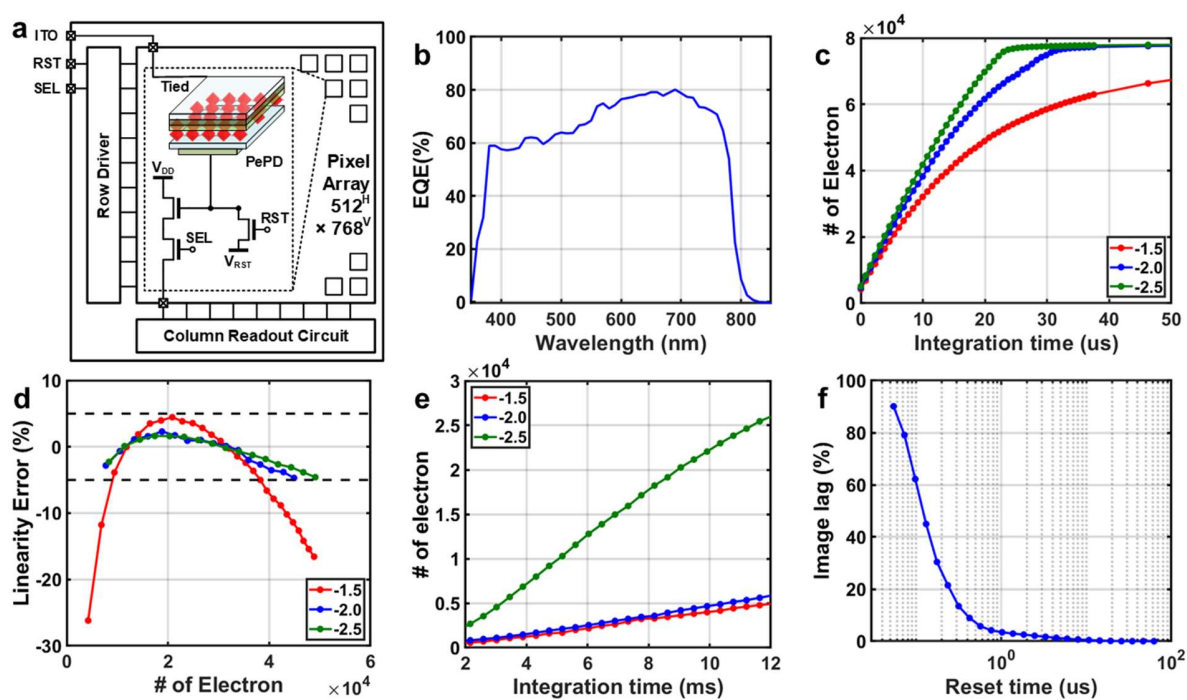 a
ITO
RST
SEL
Row Driver
Tied
PePD
V_DD
SEL
RST
V_RST
Pixel
Array
512^H
× 768^V
Column Readout Circuit
b
EQE(%)
100
80
60
40
20
0
400 500 600 700 800
Wavelength (nm)
c
×10^4
# of Electron
8
6
4
2
0
0 10 20 30 40 50
Integration time (us)
-1.5
-2.0
-2.5
d
Linearity Error (%)
10
5
0
-5
-10
-20
-30
0 20 40 60
×10^4
# of Electron
-1.5
-2.0
-2.5
e
×10^4
# of electron
3
2.5
2
1.5
1
0.5
0
2 4 6 8 10 12
Integration time (ms)
-1.5
-2.0
-2.5
f
Image lag (%)
100
80
60
40
20
0
10^0 10^2
Reset time (us)